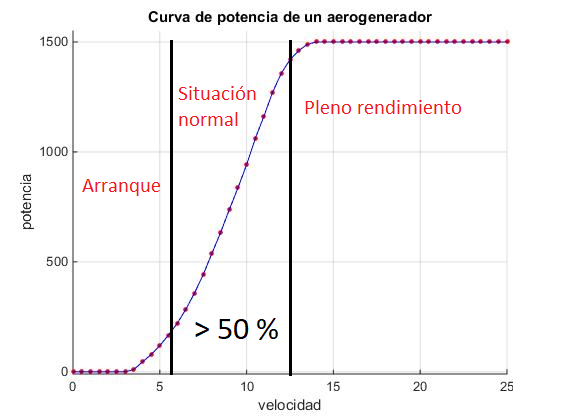 Curva de potencia de un aerogenerador
1500
1000
500
0
potencia
Arranque
Situación
normal
Pleno rendimiento
> 50 %
0 5 10 15 20 25
velocidad